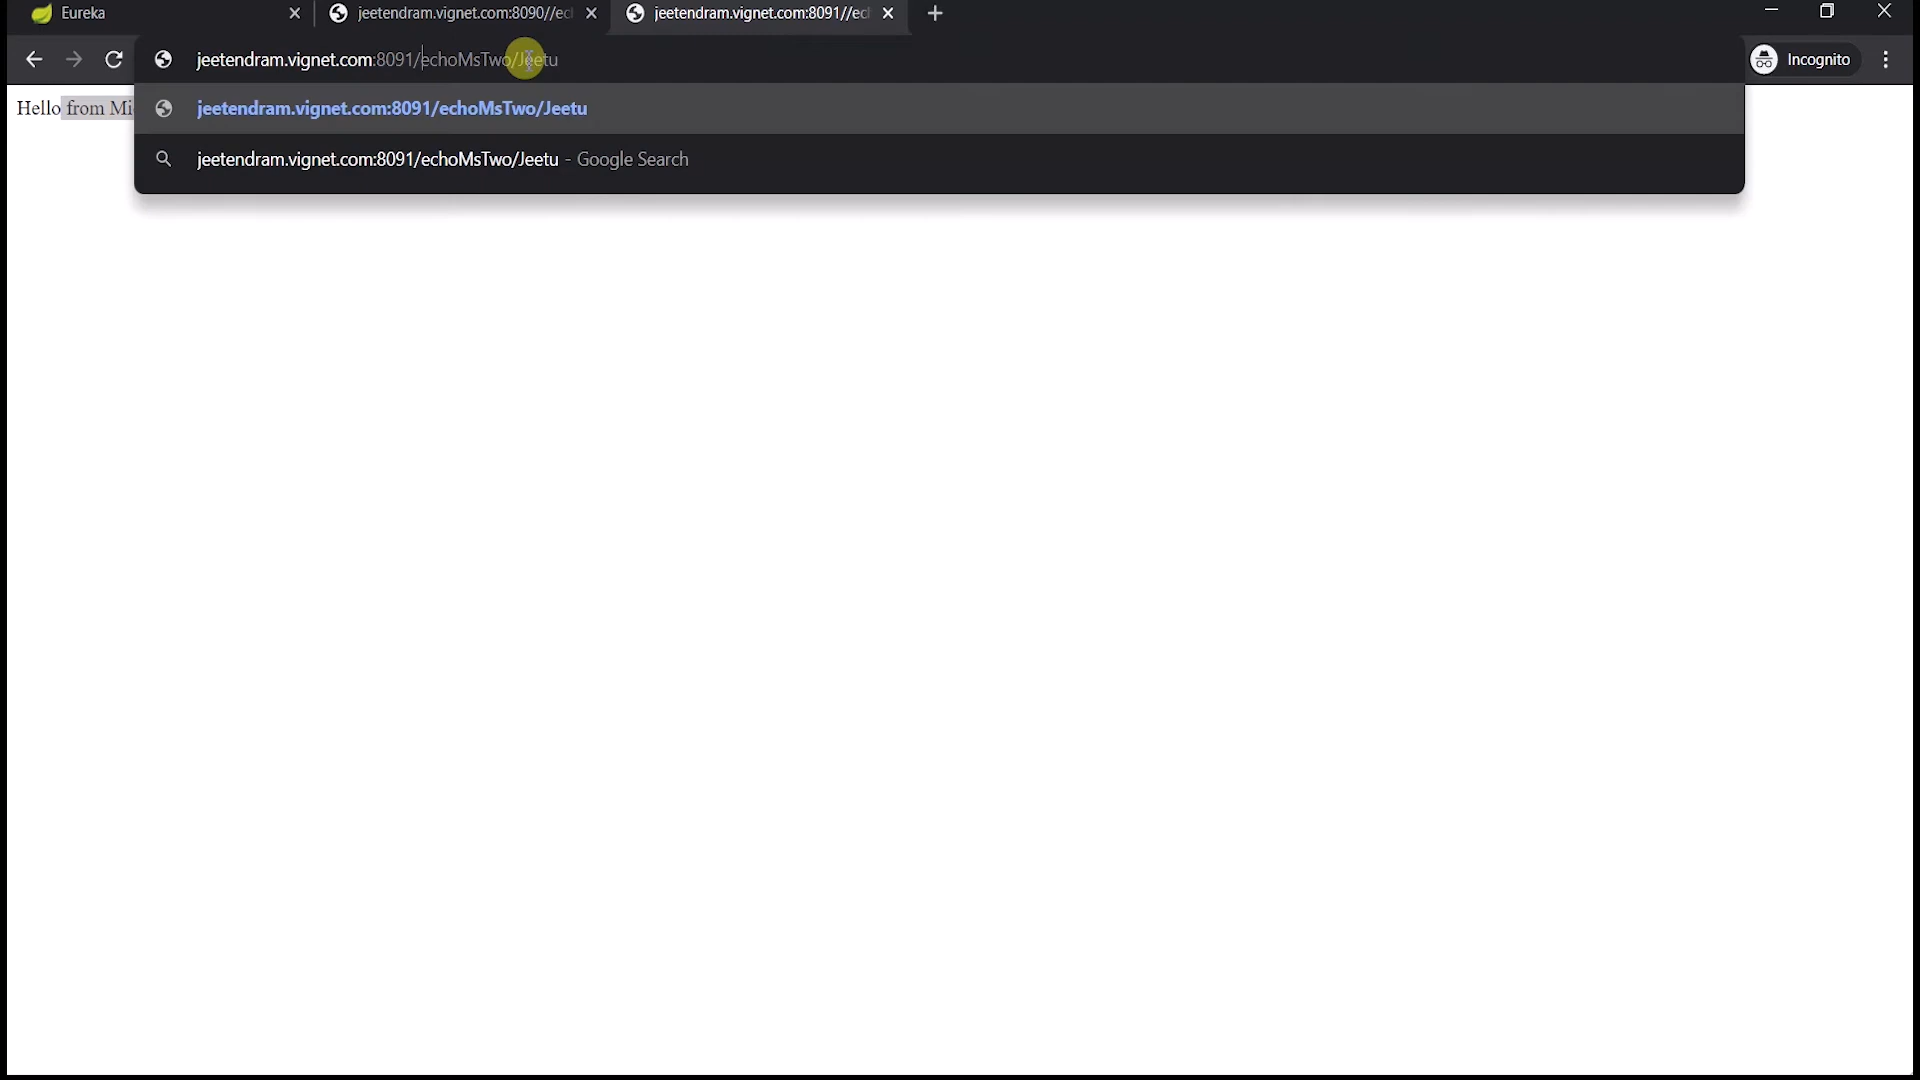 Eureka
jeetendram.vignet.com:8090//ec
jeetendram.vignet.com:8091//ec
jeetendram.vignet.com:8091/echoMsTwo/Jeetu
Incognito
Hello from Mi
jeetendram.vignet.com:8091/echoMsTwo/Jeetu
jeetendram.vignet.com:8091/echoMsTwo/Jeetu - Google Search